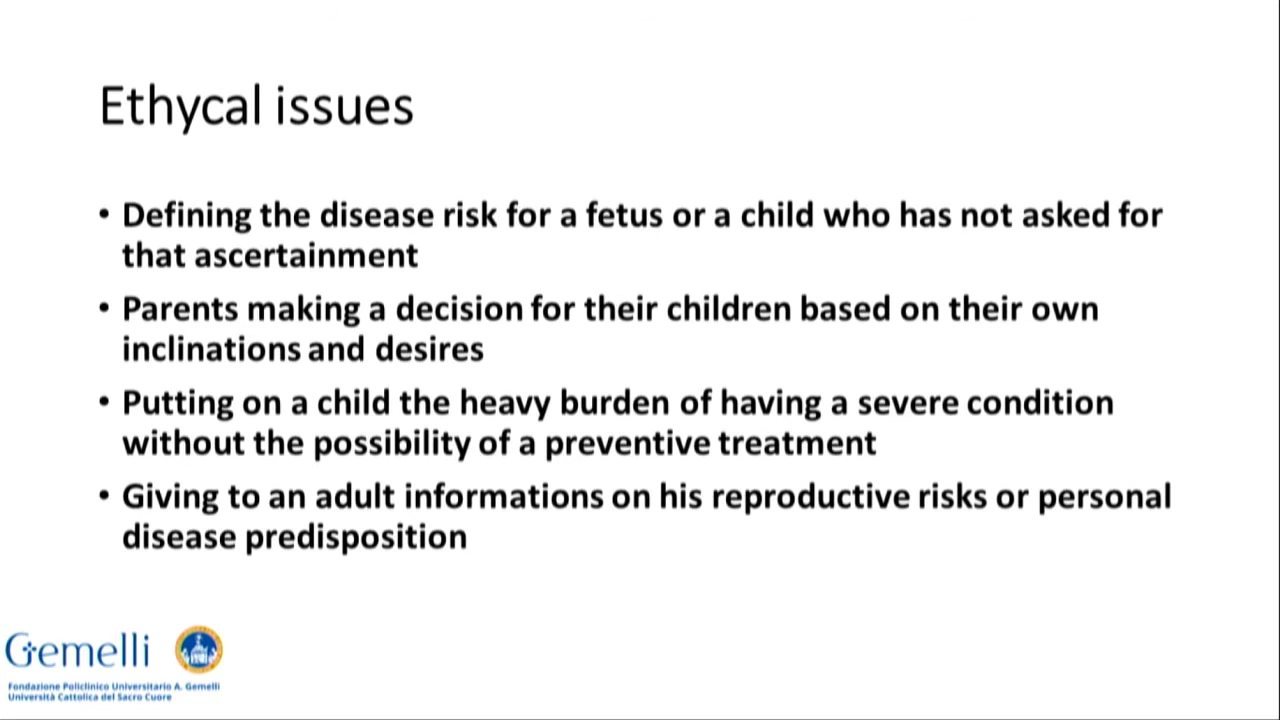 Ethycal issues
• Defining the disease risk for a fetus or a child who has not asked for
that ascertainment
• Parents making a decision for their children based on their own
inclinations and desires
• Putting on a child the heavy burden of having a severe condition
without the possibility of a preventive treatment
• Giving to an adult informations on his reproductive risks or personal
disease predisposition
Gemelli
Fondazione Policlinico Universitario A. Gemelli
Università Cattolica del Sacro Cuore